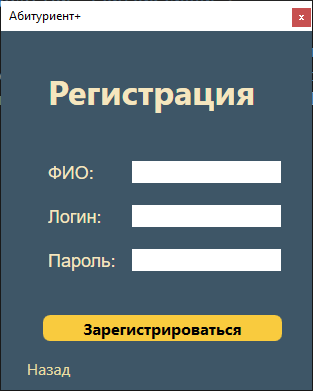 Абитуриент+
x
Регистрация
ФИО:
Логин:
Пароль:
Зарегистрироваться
Назад